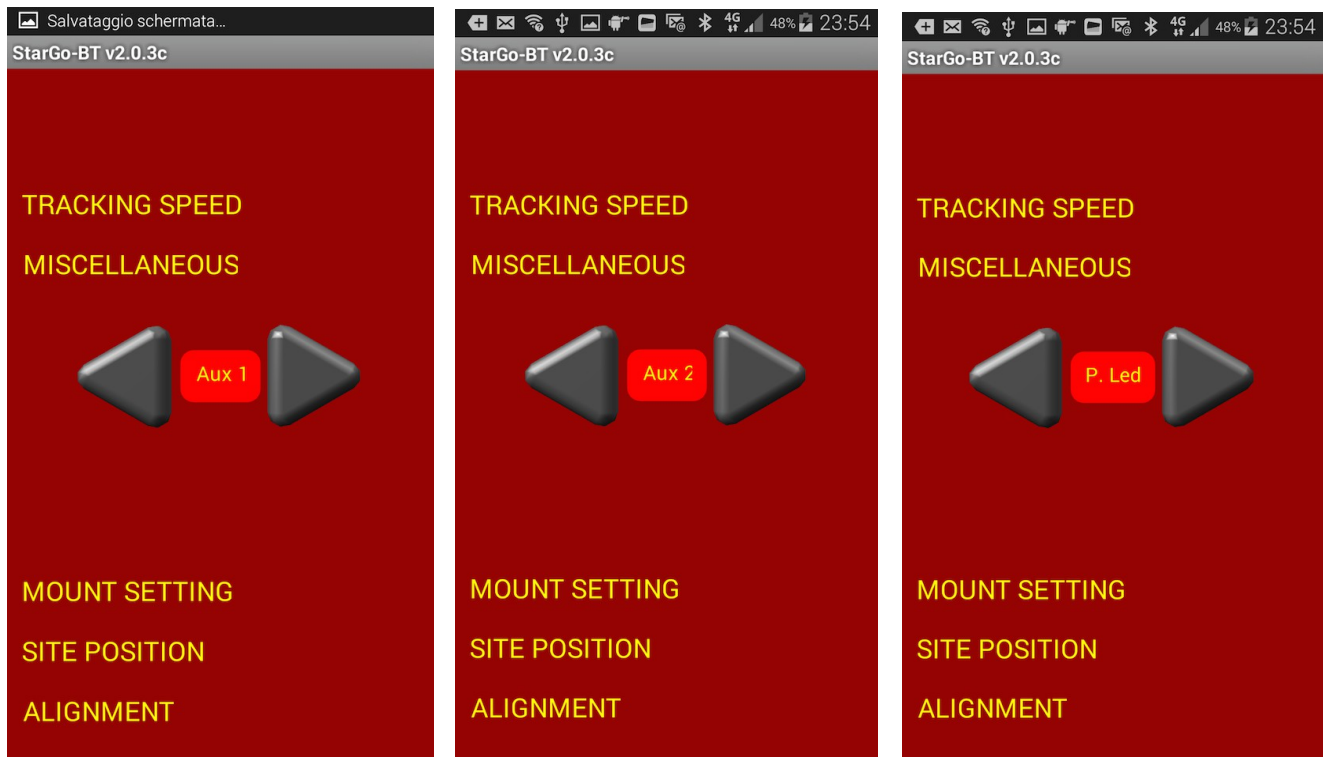 Salvataggio schermata...
StarGo-BT v2.0.3c
TRACKING SPEED
MISCELLANEOUS
Aux 1
MOUNT SETTING
SITE POSITION
ALIGNMENT
4G 48% 23:54
StarGo-BT v2.0.3c
TRACKING SPEED
MISCELLANEOUS
Aux 2
MOUNT SETTING
SITE POSITION
ALIGNMENT
4G 48% 23:54
StarGo-BT v2.0.3c
TRACKING SPEED
MISCELLANEOUS
P. Led
MOUNT SETTING
SITE POSITION
ALIGNMENT